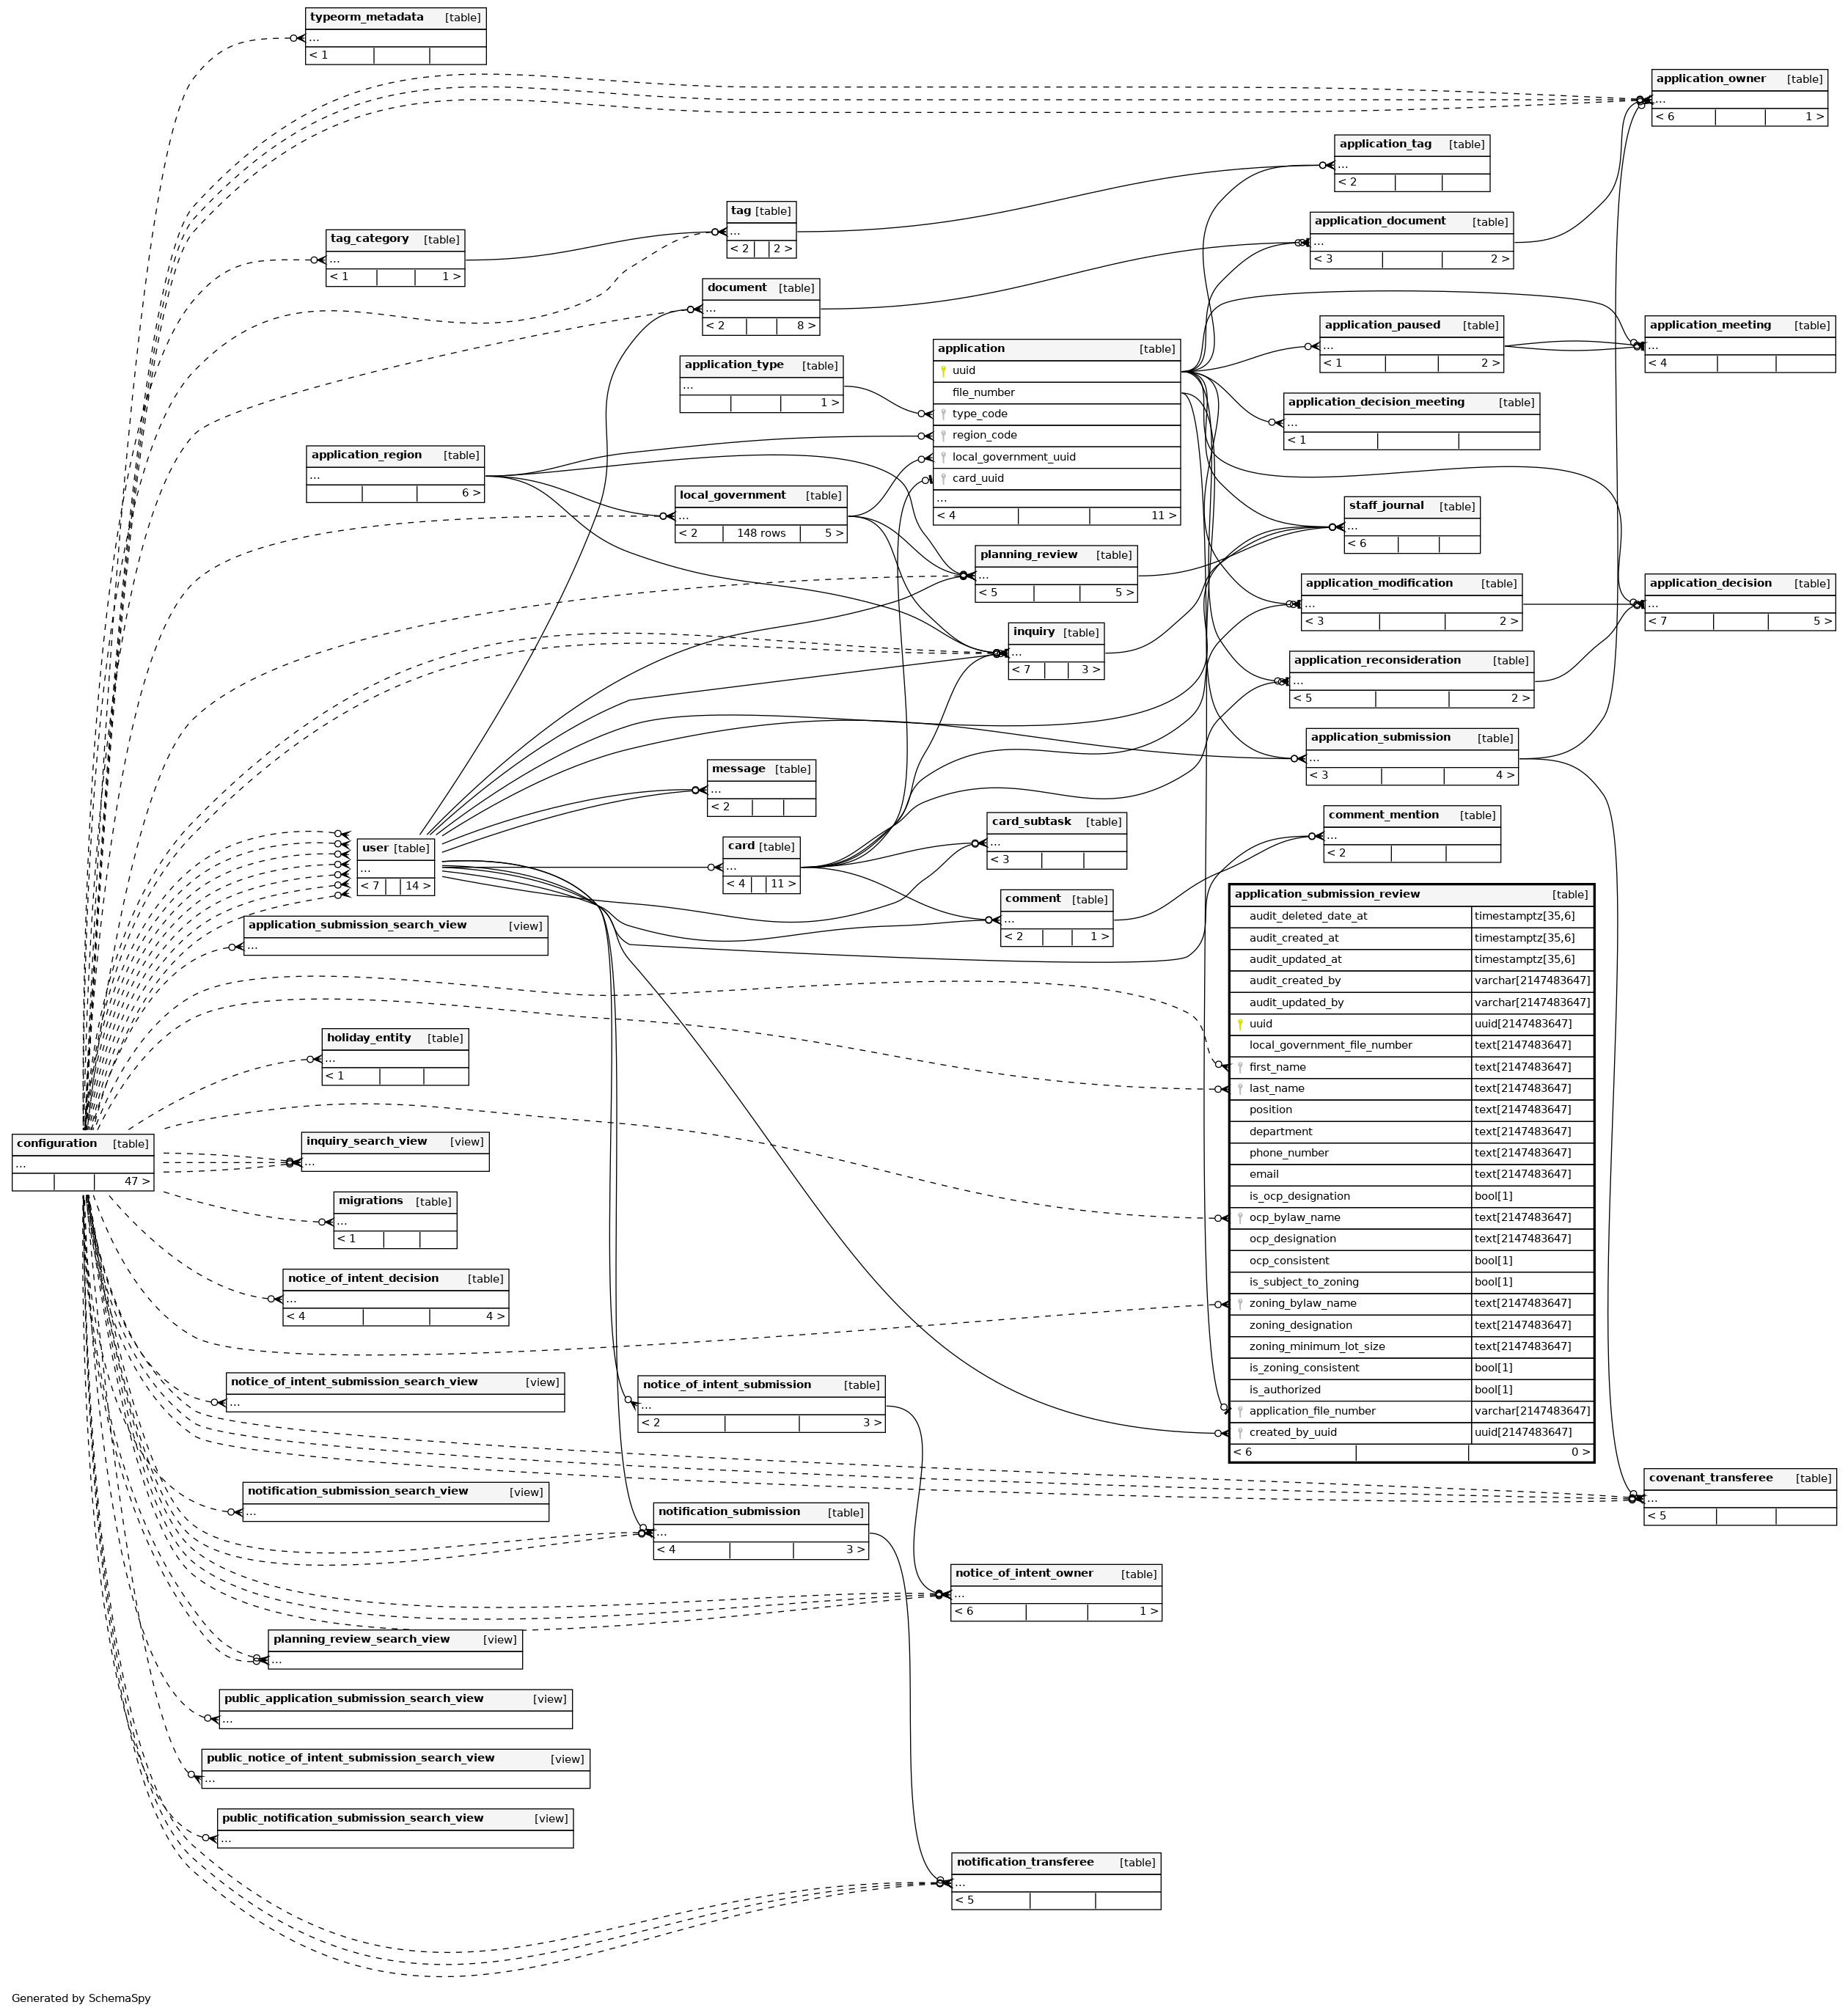 typeorm_metadata [table]
...
< 1
application_owner [table]
...
< 6 1 >
application_tag [table]
...
< 2
tag [table]
...
< 2 2 >
application_document [table]
...
< 3 2 >
tag_category [table]
...
< 1 1 >
document [table]
...
< 2 8 >
application_paused [table]
...
< 1 2 >
application_meeting [table]
...
< 4
application [table]
uuid
file_number
type_code
region_code
local_government_uuid
card_uuid
...
< 4 11 >
application_type [table]
...
1 >
application_decision_meeting [table]
...
< 1
application_region [table]
...
6 >
local_government [table]
...
< 2 148 rows 5 >
staff_journal [table]
...
< 6
planning_review [table]
...
< 5 5 >
application_modification [table]
...
< 3 2 >
application_decision [table]
...
< 7 5 >
inquiry [table]
...
< 7 3 >
application_reconsideration [table]
...
< 5 2 >
application_submission [table]
...
< 3 4 >
message [table]
...
< 2
comment_mention [table]
...
< 2
card_subtask [table]
...
< 3
user [table]
...
< 7 14 >
card [table]
...
< 4 11 >
comment [table]
...
< 2 1 >
application_submission_review [table]
audit_deleted_date_at timestamptz[35,6]
audit_created_at timestamptz[35,6]
audit_updated_at timestamptz[35,6]
audit_created_by varchar[2147483647]
audit_updated_by varchar[2147483647]
uuid uuid[2147483647]
local_government_file_number text[2147483647]
first_name text[2147483647]
last_name text[2147483647]
position text[2147483647]
department text[2147483647]
phone_number text[2147483647]
email text[2147483647]
is_ocp_designation bool[1]
ocp_bylaw_name text[2147483647]
ocp_designation text[2147483647]
ocp_consistent bool[1]
is_subject_to_zoning bool[1]
zoning_bylaw_name text[2147483647]
zoning_designation text[2147483647]
zoning_minimum_lot_size text[2147483647]
is_zoning_consistent bool[1]
is_authorized bool[1]
application_file_number varchar[2147483647]
created_by_uuid uuid[2147483647]
< 6 0 >
application_submission_search_view [view]
...
holiday_entity [table]
...
< 1
configuration [table]
...
47 >
inquiry_search_view [view]
...
migrations [table]
...
< 1
notice_of_intent_decision [table]
...
< 4 4 >
notice_of_intent_submission_search_view [view]
...
notice_of_intent_submission [table]
...
< 2 3 >
notification_submission_search_view [view]
...
covenant_transferee [table]
...
< 5
notification_submission [table]
...
< 4 3 >
notice_of_intent_owner [table]
...
< 6 1 >
planning_review_search_view [view]
...
public_application_submission_search_view [view]
...
public_notice_of_intent_submission_search_view [view]
...
public_notification_submission_search_view [view]
...
notification_transferee [table]
...
< 5
Generated by SchemaSpy